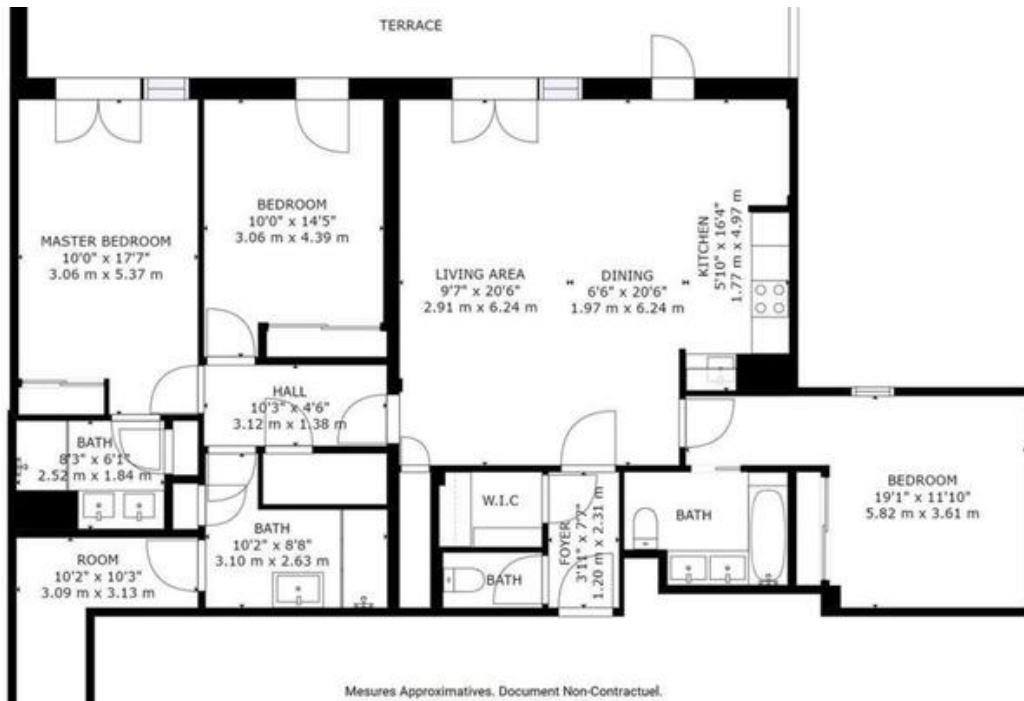 TERRACE
MASTER BEDROOM
10'0" x 17'7"
3.06 m x 5.37 m
BEDROOM
10'0" x 14'5"
3.06 m x 4.39 m
LIVING AREA
9'7" x 20'6"
2.91 m x 6.24 m
DINING
6'6" x 20'6"
1.97 m x 6.24 m
KITCHEN
5'10" x 16'4"
1.77 m x 4.97 m
HALL
10'3" x 4'6"
3.12 m x 1.38 m
BATH
8'3" x 6'1"
2.52 m x 1.84 m
BATH
10'2" x 8'8"
3.10 m x 2.63 m
ROOM
10'2" x 10'3"
3.09 m x 3.13 m
W.I.C
BATH
FOYER
3'11" x 7'7"
1.20 m x 2.31 m
BATH
BEDROOM
19'1" x 11'10"
5.82 m x 3.61 m
Mesures Approximatives. Document Non-Contractuel.